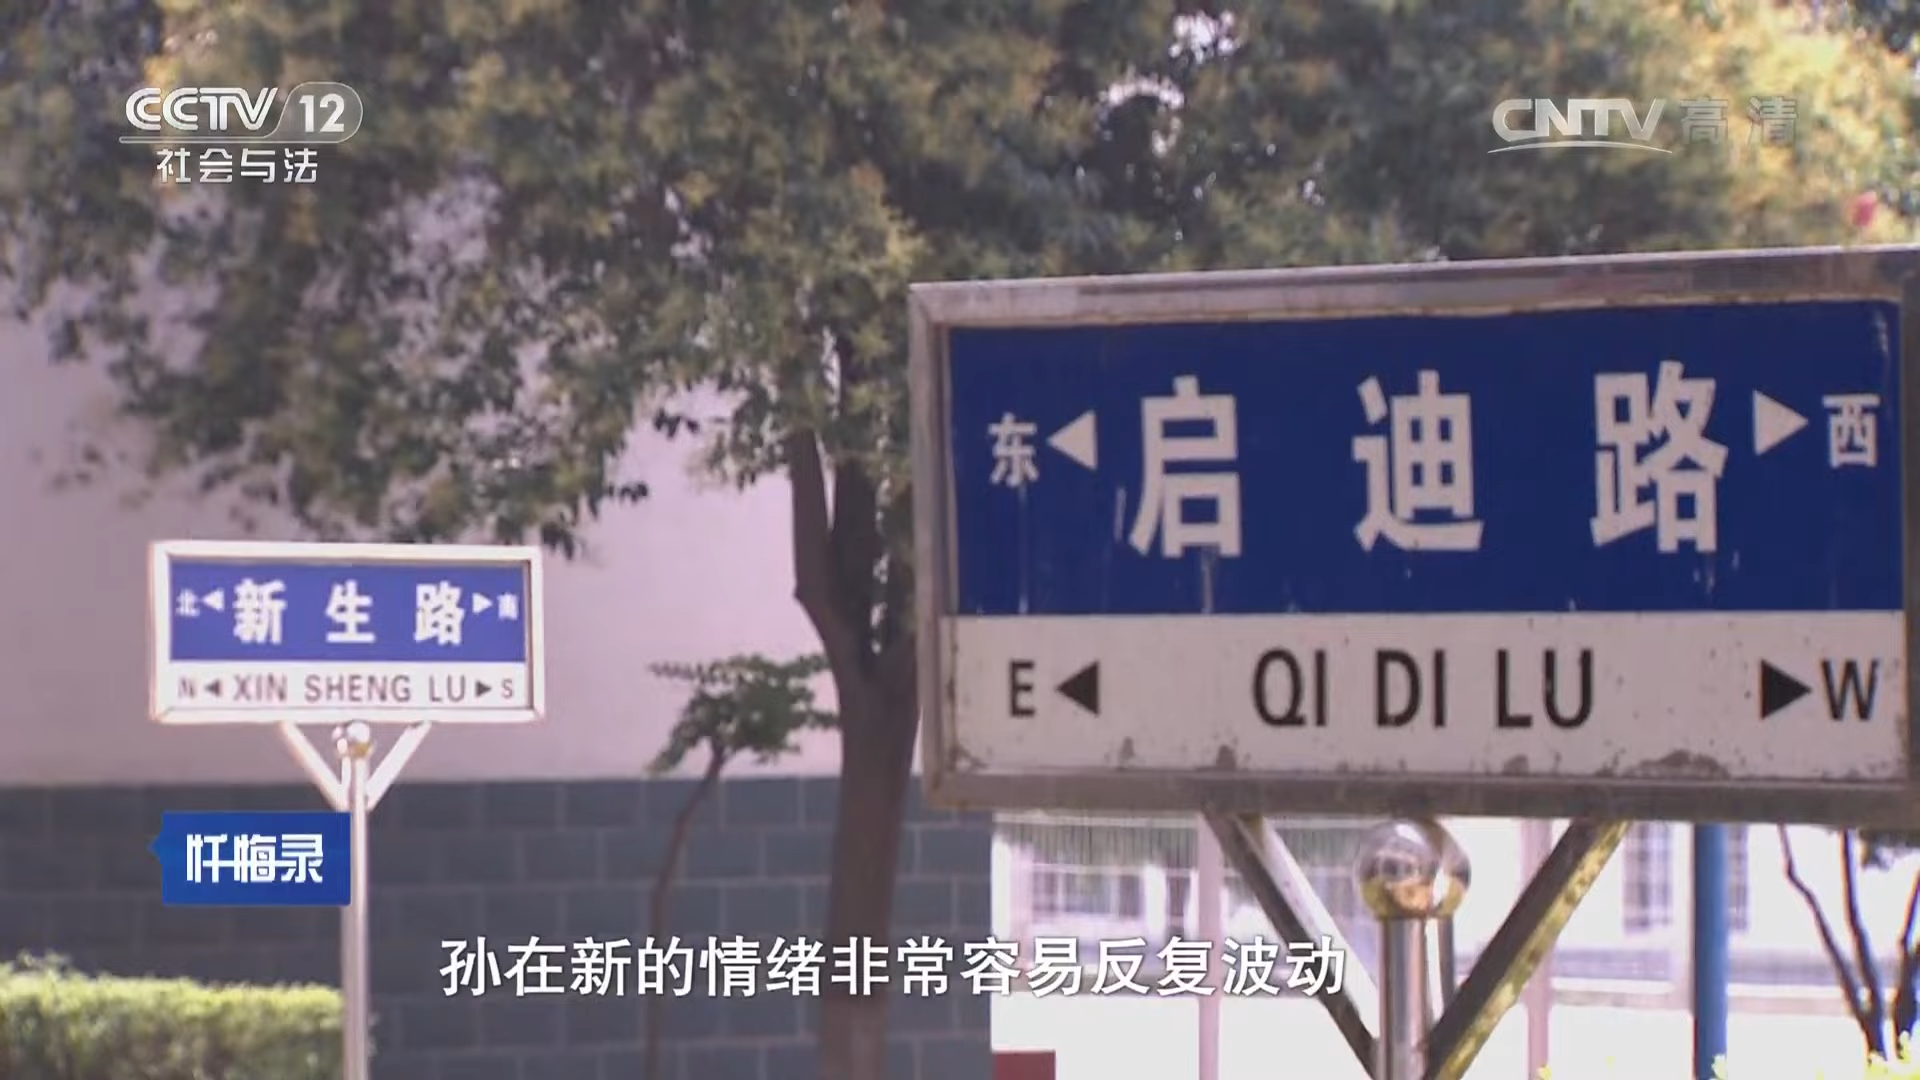 CCTV 12
社会与法
CNTV 高清
东 启迪路 西
E QI DI LU W
北 新生路 南
N XIN SHENG LU S
忏悔录
孙在新的情绪非常容易反复波动